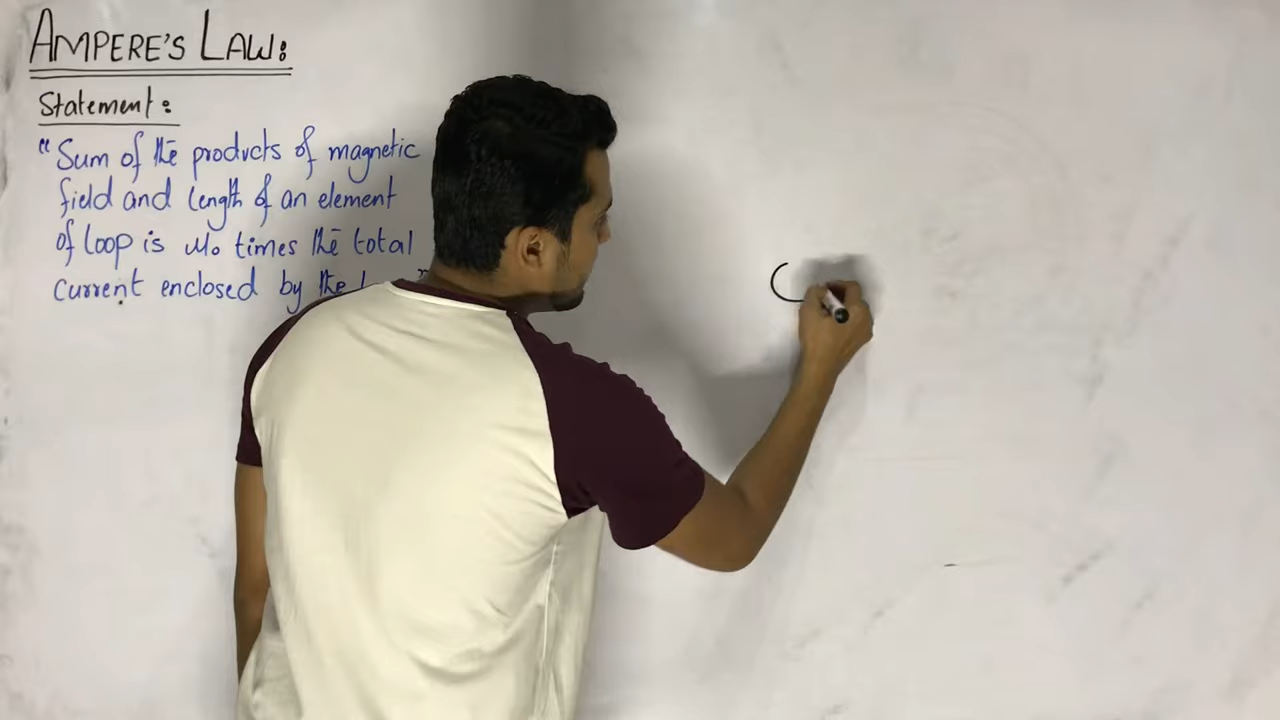 AMPERE'S LAW:
Statement:
"Sum of the products of magnetic
field and length of an element
of loop is μ₀ times the total
current enclosed by the